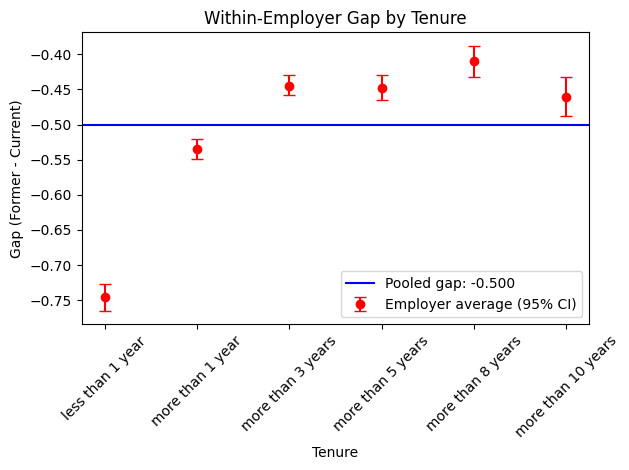 Within-Employer Gap by Tenure
Gap (Former - Current)
−0.40
−0.45
−0.50
−0.55
−0.60
−0.65
−0.70
−0.75
Pooled gap: -0.500
Employer average (95% CI)
less than 1 year
more than 1 year
more than 3 years
more than 5 years
more than 8 years
more than 10 years
Tenure